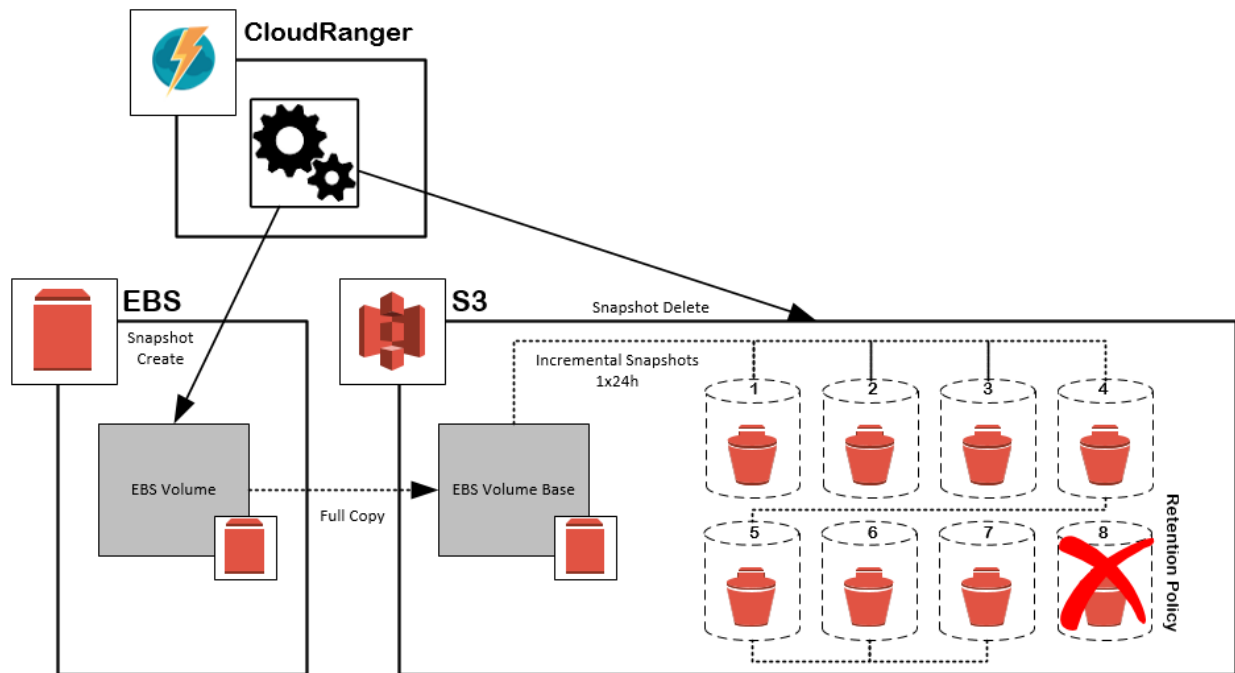 CloudRanger
EBS
S3
Snapshot Delete
Snapshot
Create
Incremental Snapshots
1x24h
1
2
3
4
EBS Volume
Full Copy
EBS Volume Base
5
6
7
8
Retention Policy